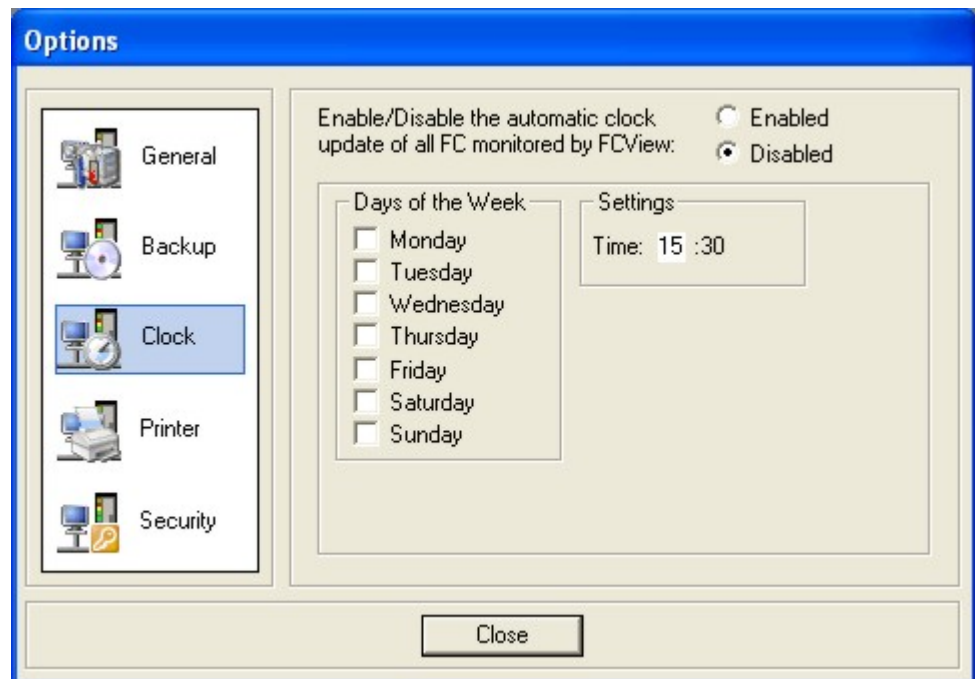 Options
General
Backup
Clock
Printer
Security
Enable/Disable the automatic clock
update of all FC monitored by FCView:
Enabled
Disabled
Days of the Week
Monday
Tuesday
Wednesday
Thursday
Friday
Saturday
Sunday
Settings
Time: 15 :30
Close